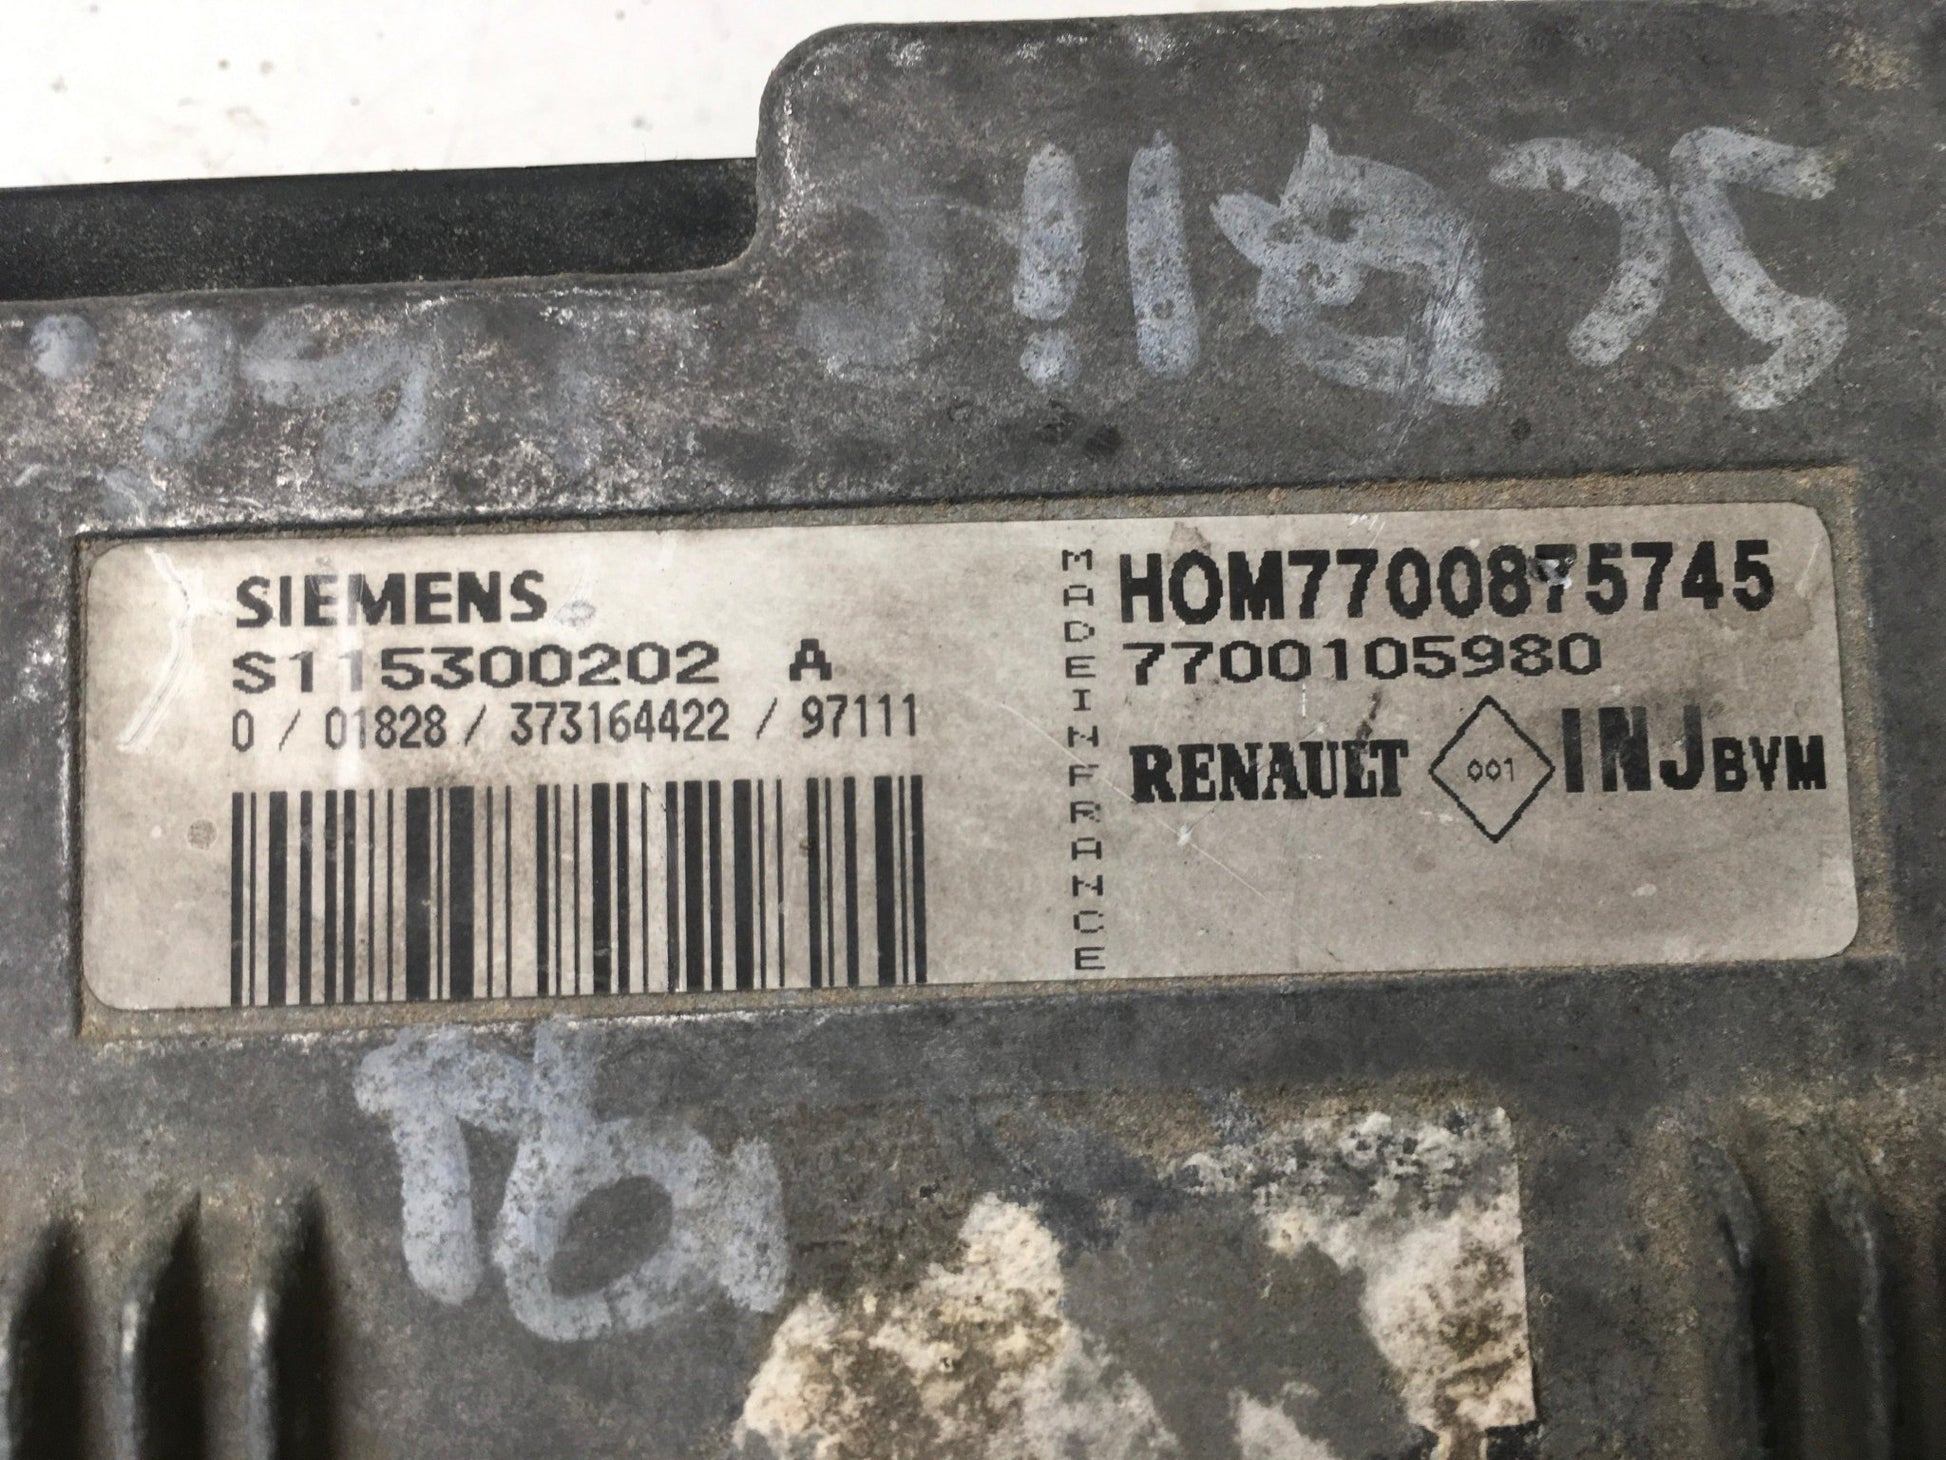 SIEMENS
S115300202 A
0 / 01828 / 373164422 / 97111
MADE IN FRANCE
HOM7700875745
7700105980
RENAULT 001 INJ BVM